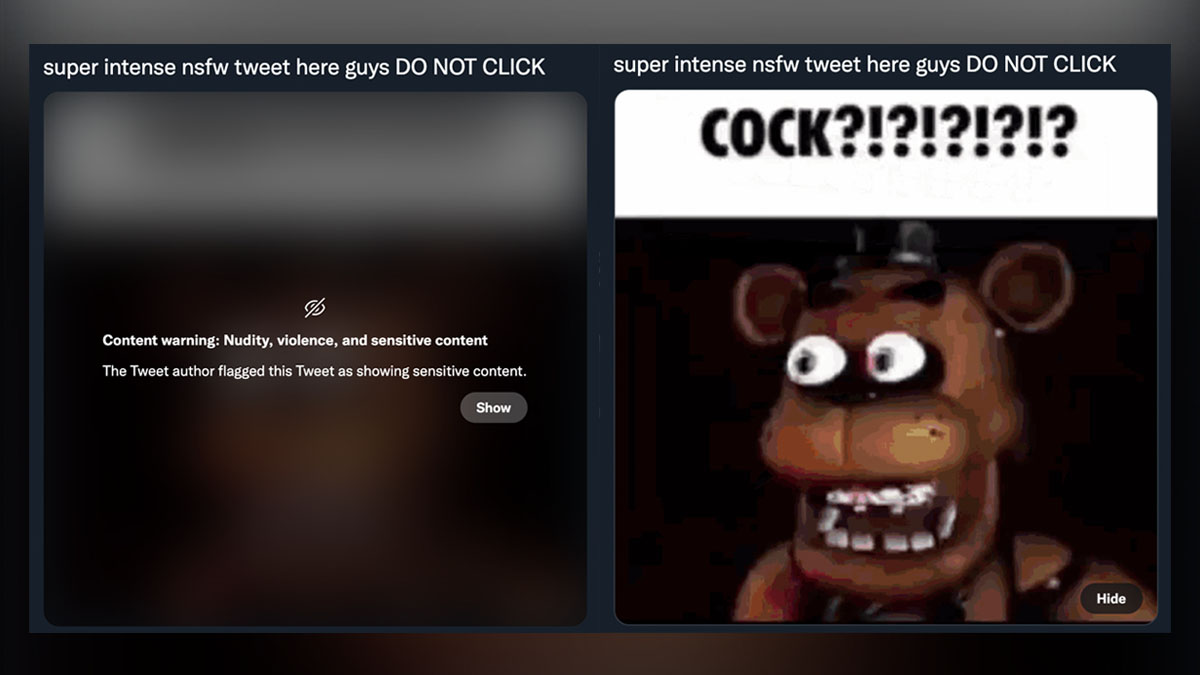 super intense nsfw tweet here guys DO NOT CLICK
Content warning: Nudity, violence, and sensitive content
The Tweet author flagged this Tweet as showing sensitive content.
Show
super intense nsfw tweet here guys DO NOT CLICK
COCK?!?!?!?!?
Hide